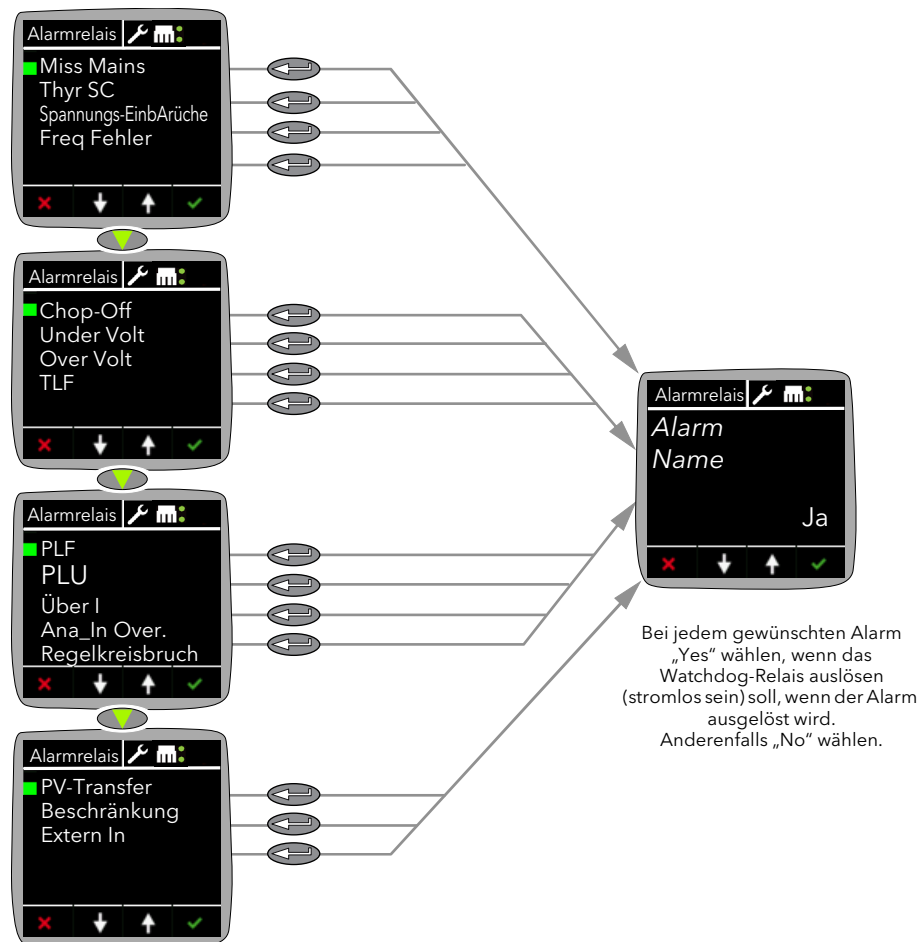 Alarmrelais
Miss Mains
Thyr SC
Spannungs-EinbArüche
Freq Fehler
Alarmrelais
Chop-Off
Under Volt
Over Volt
TLF
Alarmrelais
PLF
PLU
Über I
Ana_In Over.
Regelkreisbruch
Alarmrelais
PV-Transfer
Beschränkung
Extern In
Alarmrelais
Alarm
Name
Ja
Bei jedem gewünschten Alarm
„Yes“ wählen, wenn das
Watchdog-Relais auslösen
(stromlos sein) soll, wenn der Alarm
ausgelöst wird.
Anderenfalls „No“ wählen.